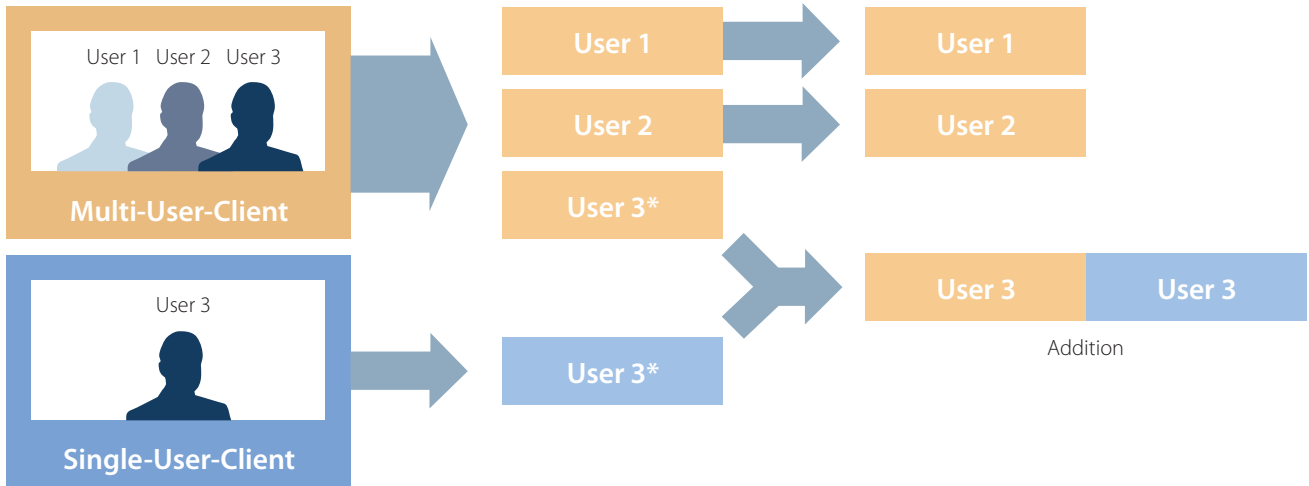 User 1 User 2 User 3
Multi-User-Client
User 3
Single-User-Client
User 1
User 2
User 3*
User 3*
User 1
User 2
User 3 User 3
Addition